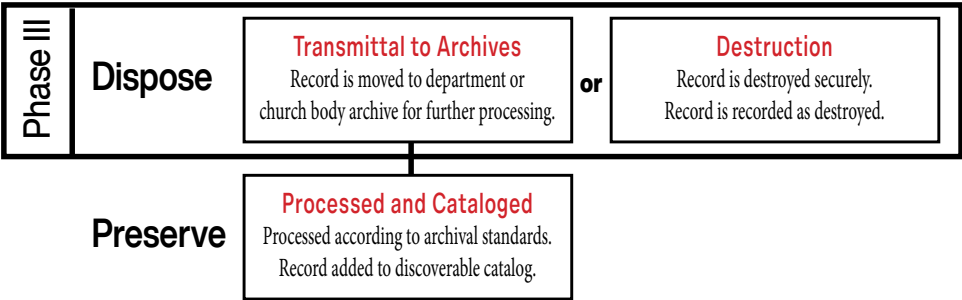 Phase III
Dispose
Transmittal to Archives
Record is moved to department or
church body archive for further processing.
or
Destruction
Record is destroyed securely.
Record is recorded as destroyed.
Preserve
Processed and Cataloged
Processed according to archival standards.
Record added to discoverable catalog.